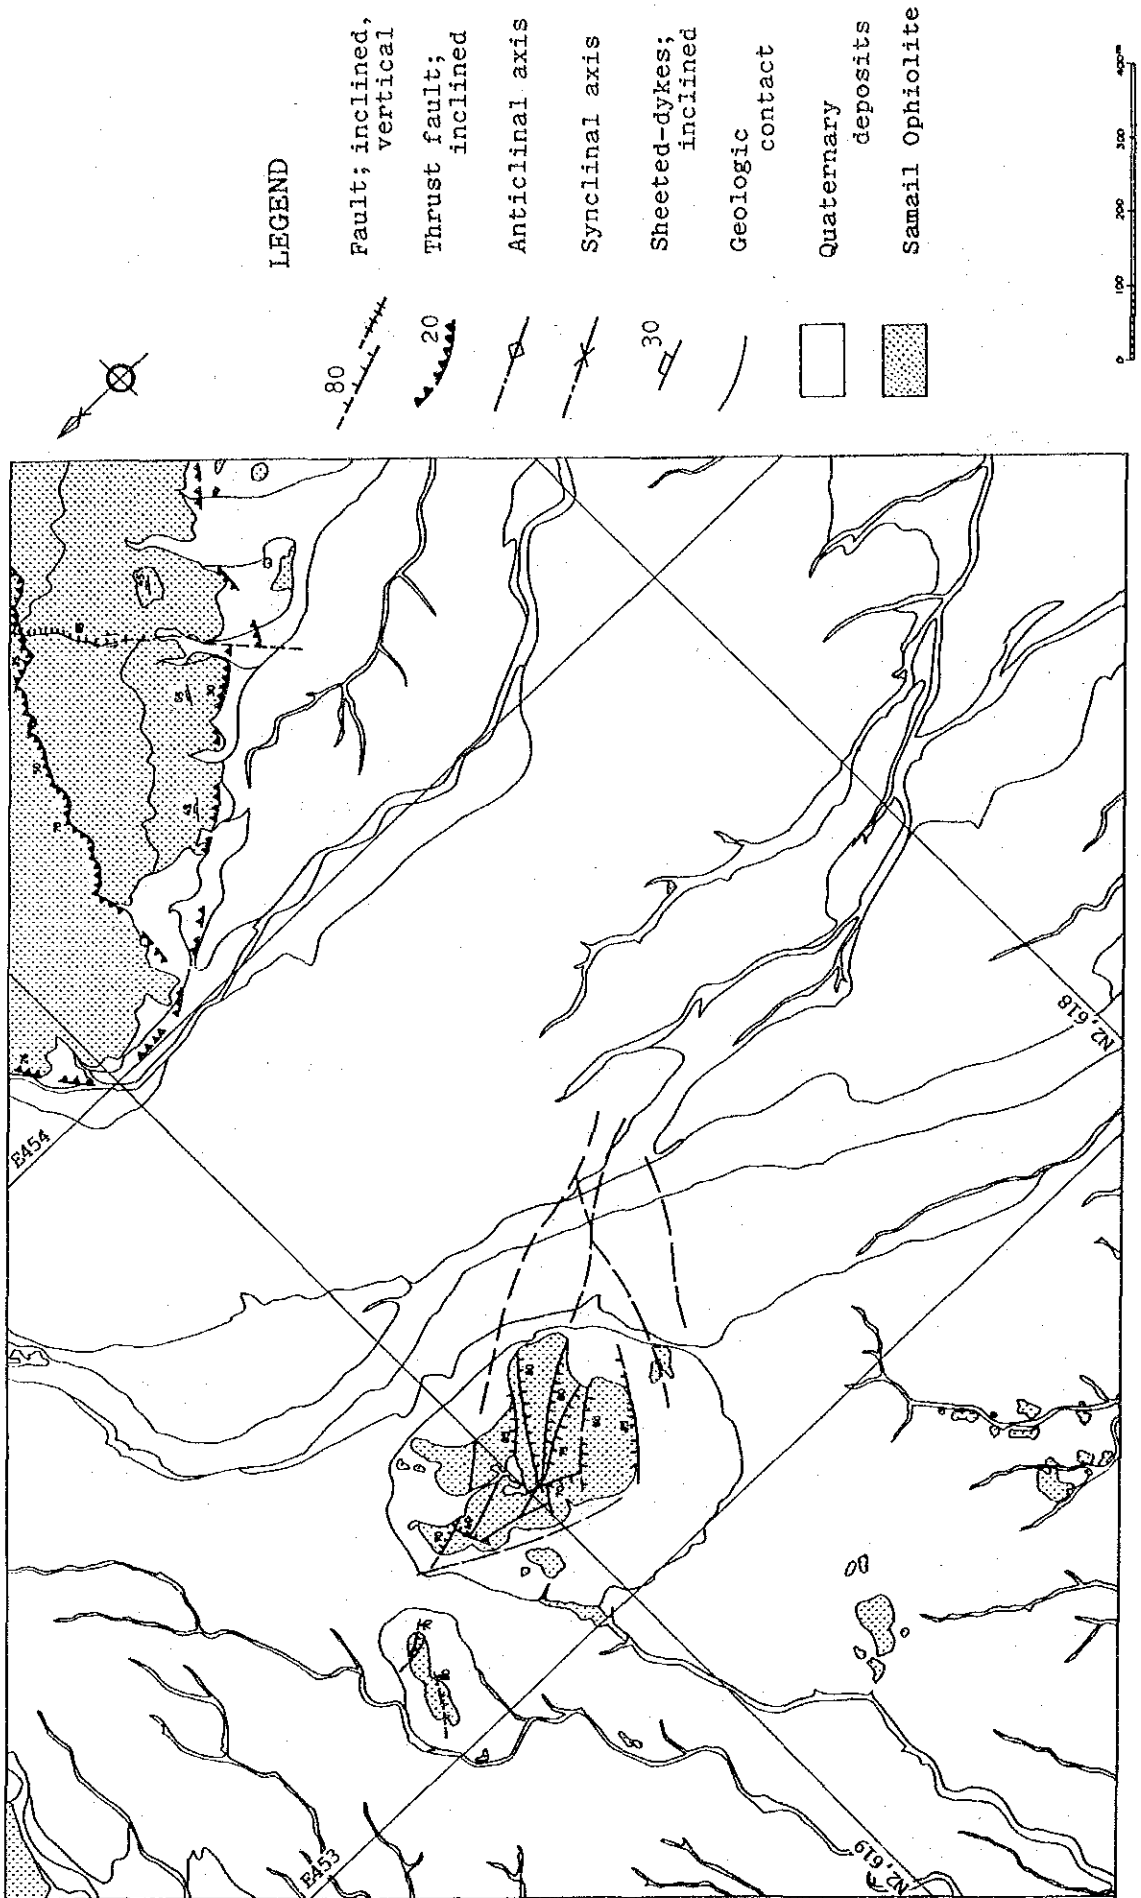 LEGEND
80
Fault; inclined,
vertical
20
Thrust fault;
inclined
Anticlinal axis
Synclinal axis
30
Sheeted-dykes;
inclined
Geologic
contact
Quaternary
deposits
Samail Ophiolite
0 100 200 300 400m
E454
N2,618
E453
N2,619